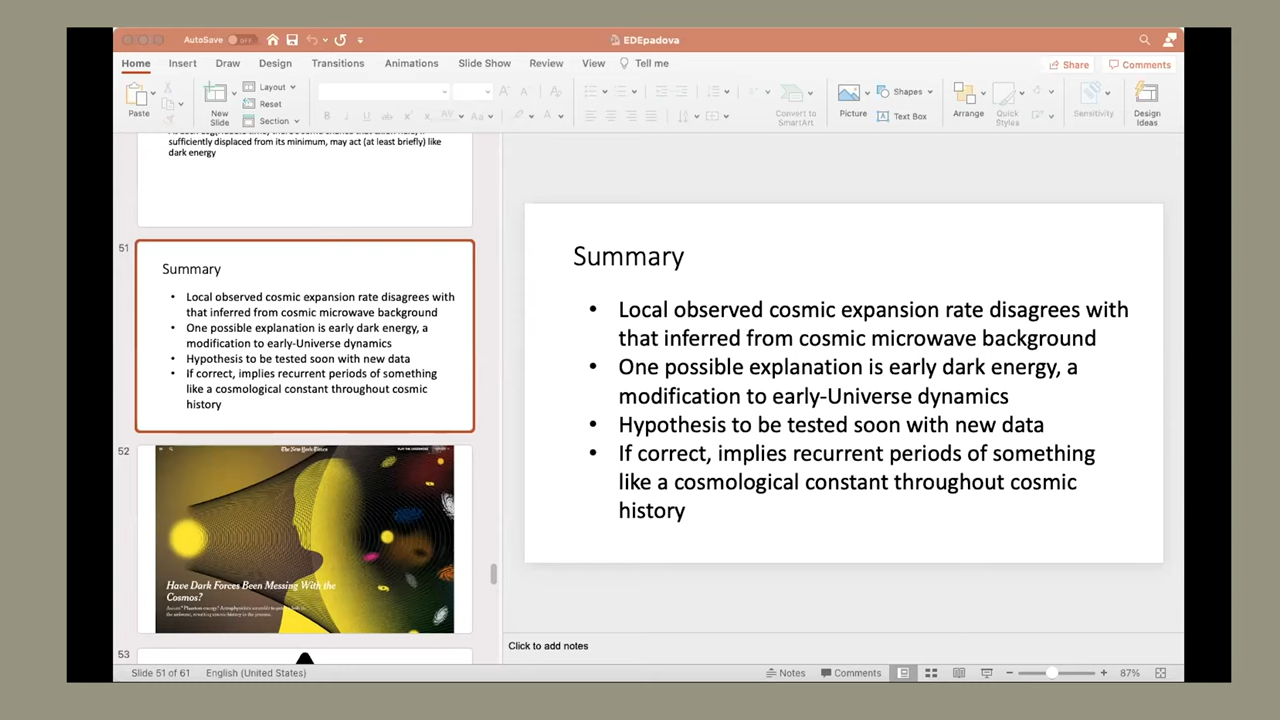 AutoSave OFF
EDEpadova
Home Insert Draw Design Transitions Animations Slide Show Review View Tell me
Share Comments
Paste
New
Slide
Layout
Reset
Section
Convert to
SmartArt
Picture
Shapes
Text Box
Arrange
Quick
Styles
Sensitivity
Design
Ideas
sufficiently displaced from its minimum, may act (at least briefly) like
dark energy
51
Summary
• Local observed cosmic expansion rate disagrees with
that inferred from cosmic microwave background
• One possible explanation is early dark energy, a
modification to early-Universe dynamics
• Hypothesis to be tested soon with new data
• If correct, implies recurrent periods of something
like a cosmological constant throughout cosmic
history
52
The New York Times
Have Dark Forces Been Messing With the
Cosmos?
53
Summary
• Local observed cosmic expansion rate disagrees with
that inferred from cosmic microwave background
• One possible explanation is early dark energy, a
modification to early-Universe dynamics
• Hypothesis to be tested soon with new data
• If correct, implies recurrent periods of something
like a cosmological constant throughout cosmic
history
Click to add notes
Slide 51 of 61 English (United States)
Notes Comments 87%